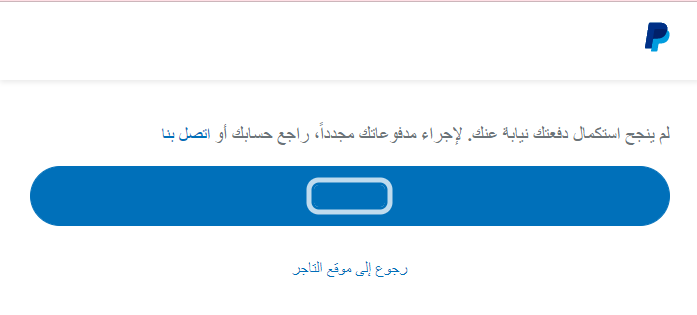 لم ينجح استكمال دفعتك نيابة عنك. لإجراء مدفوعاتك مجدداً، راجع حسابك أو اتصل بنا
رجوع إلى موقع التاجر